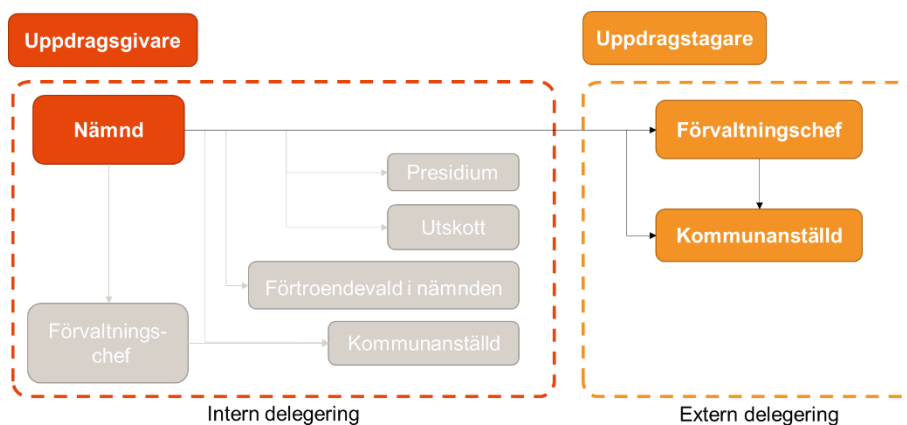 Uppdragsgivare
Uppdragstagare
Nämnd
Förvaltningschef
Presidium
Utskott
Kommunanställd
Förtroendevald i nämnden
Förvaltnings-
chef
Kommunanställd
Intern delegering
Extern delegering